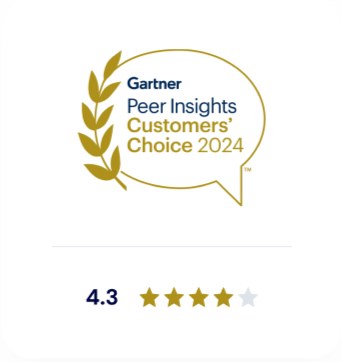 Gartner
Peer Insights
Customers’
Choice 2024
™
4.3